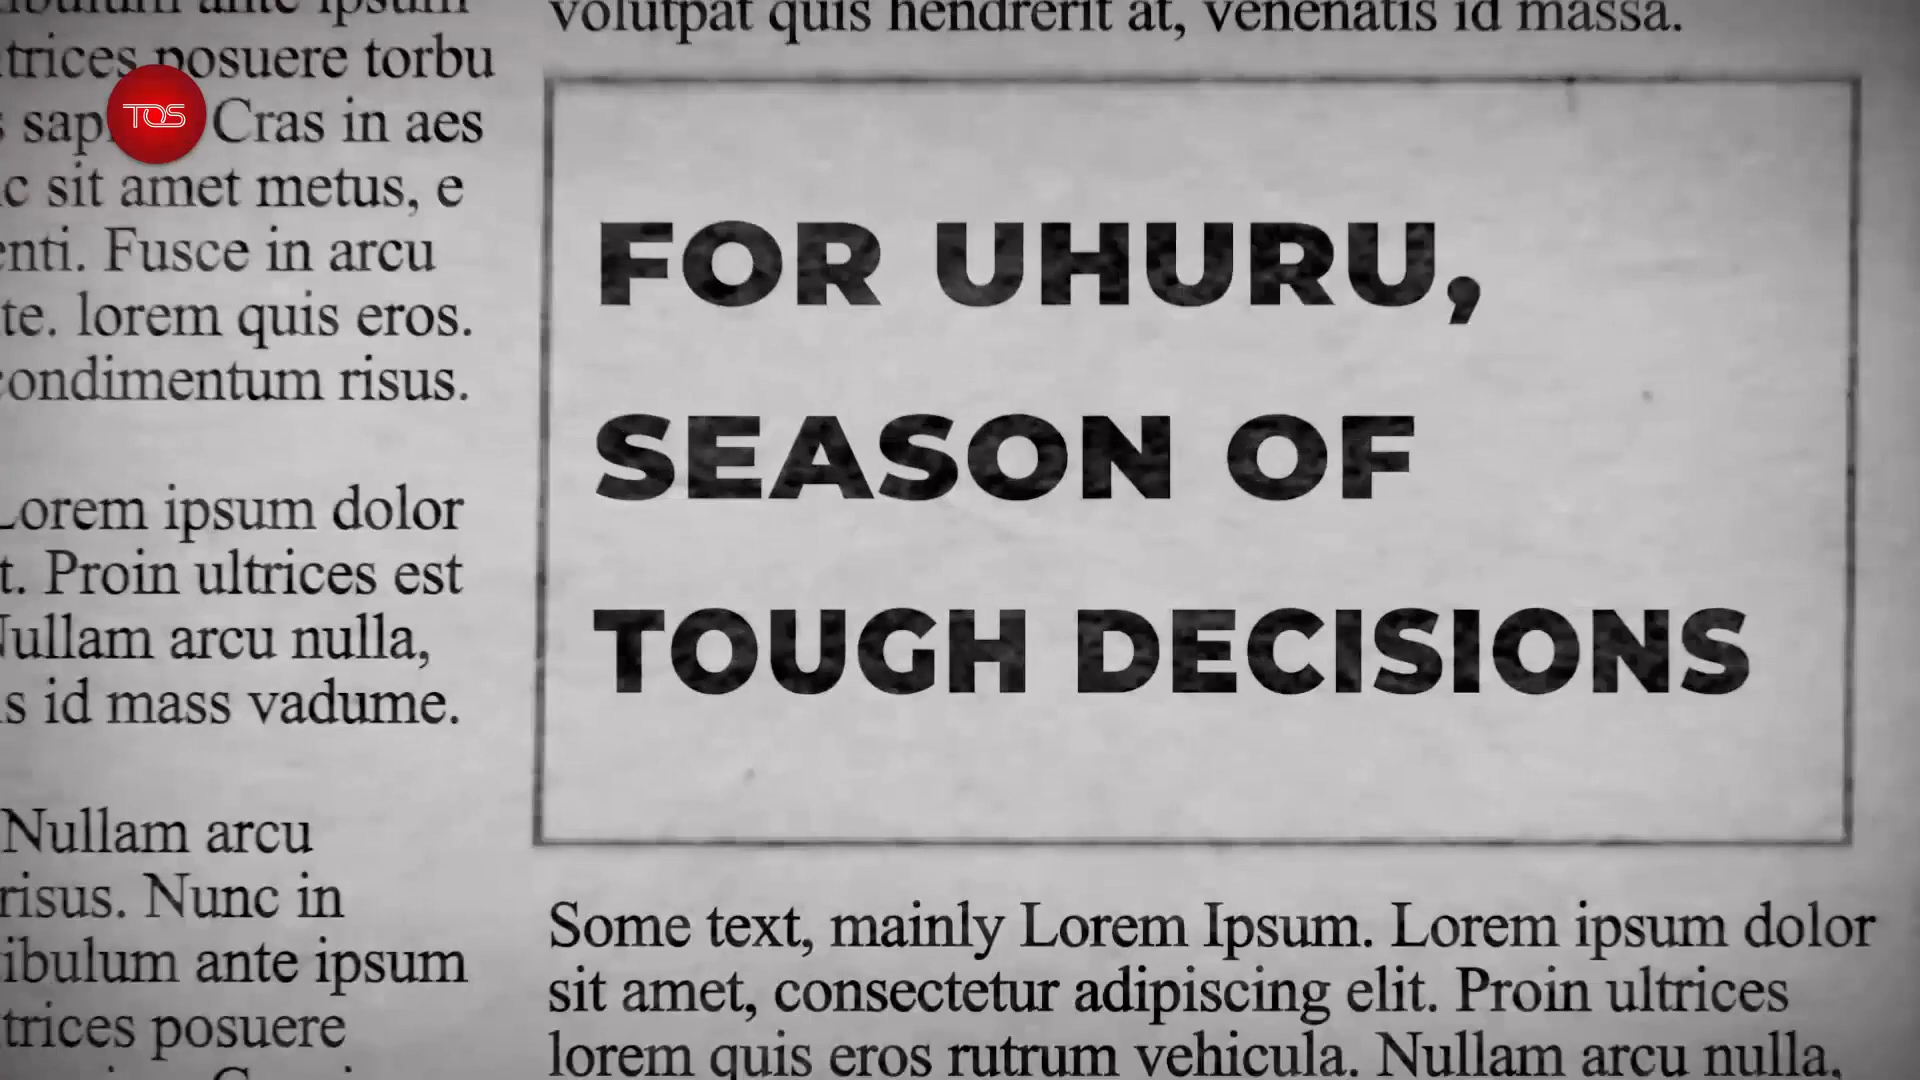 trices posuere torbu
TOS
sap Cras in aes
c sit amet metus, e
enti. Fusce in arcu
te. lorem quis eros.
condimentum risus.
Lorem ipsum dolor
t. Proin ultrices est
Nullam arcu nulla,
s id mass vadume.
Nullam arcu
risus. Nunc in
ibulum ante ipsum
trices posuere
volutpat quis hendrerit at, venenatis id massa.
FOR UHURU,
SEASON OF
TOUGH DECISIONS
Some text, mainly Lorem Ipsum. Lorem ipsum dolor
sit amet, consectetur adipiscing elit. Proin ultrices
lorem quis eros rutrum vehicula. Nullam arcu nulla,